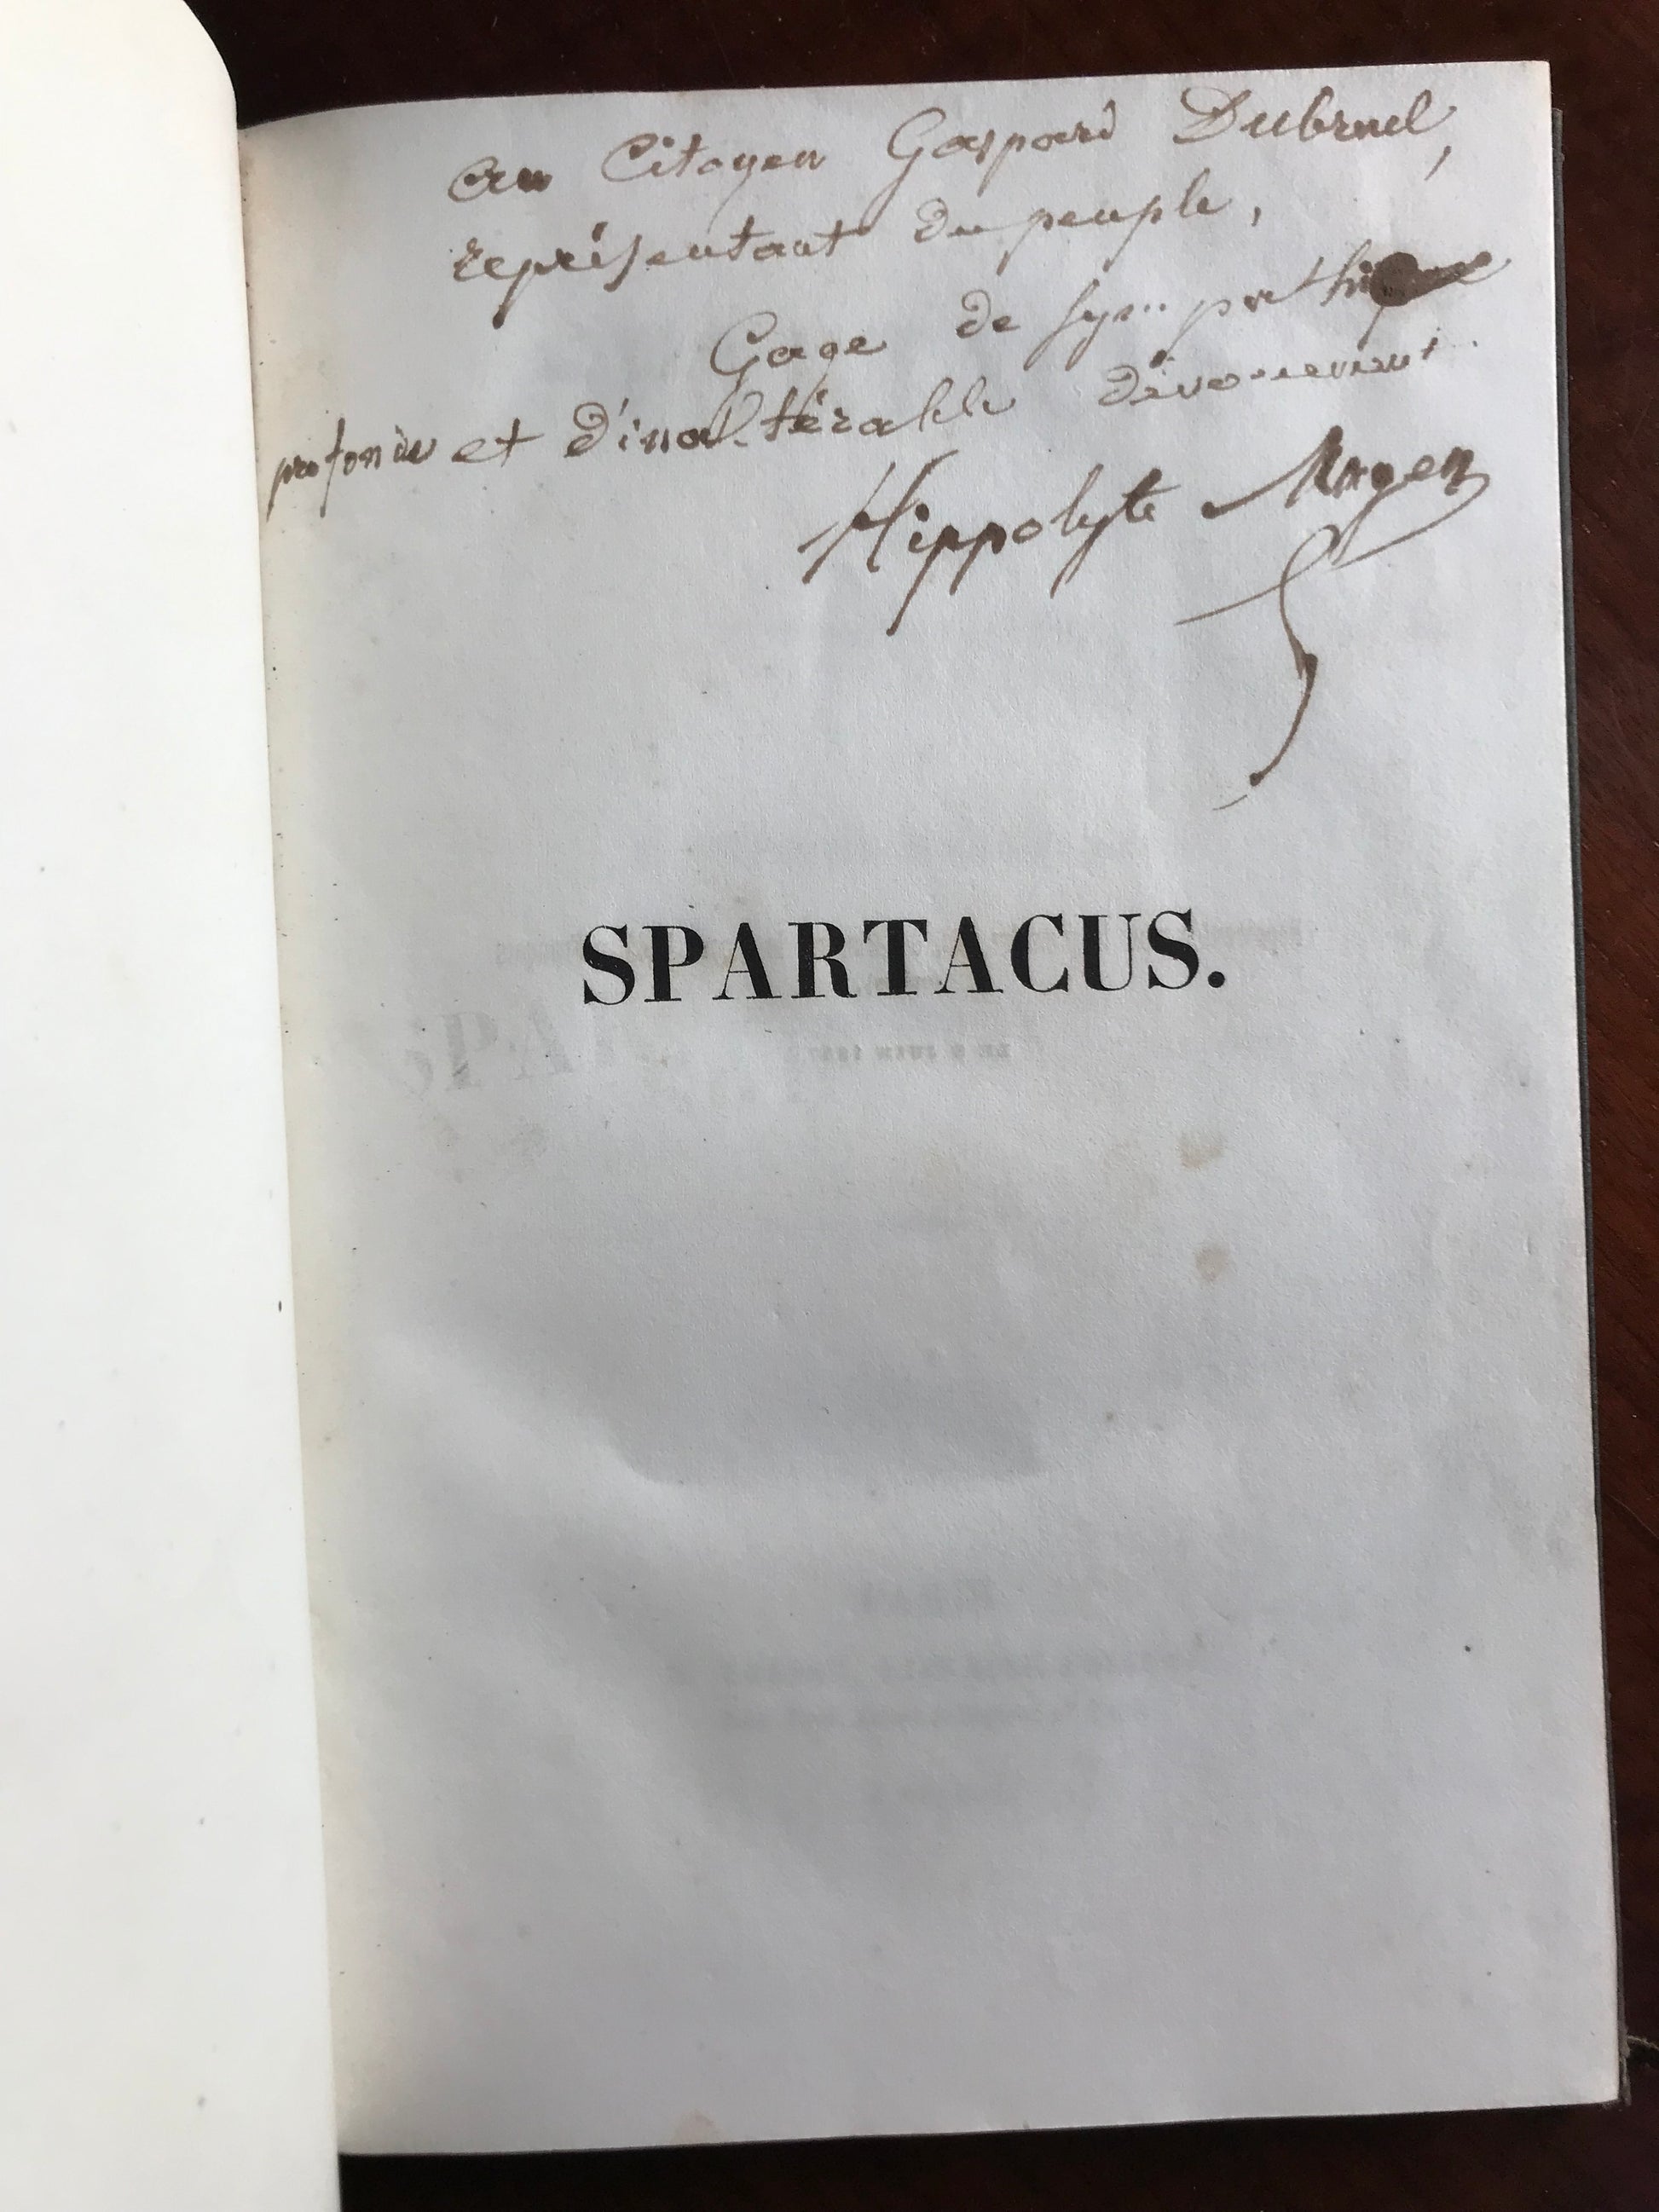 Au Citoyen Gaspard Dubruel,
représentant du peuple,
Gage de sympathie
profonde et d'inaltérable dévouement.
Hippolyte Magen
SPARTACUS.